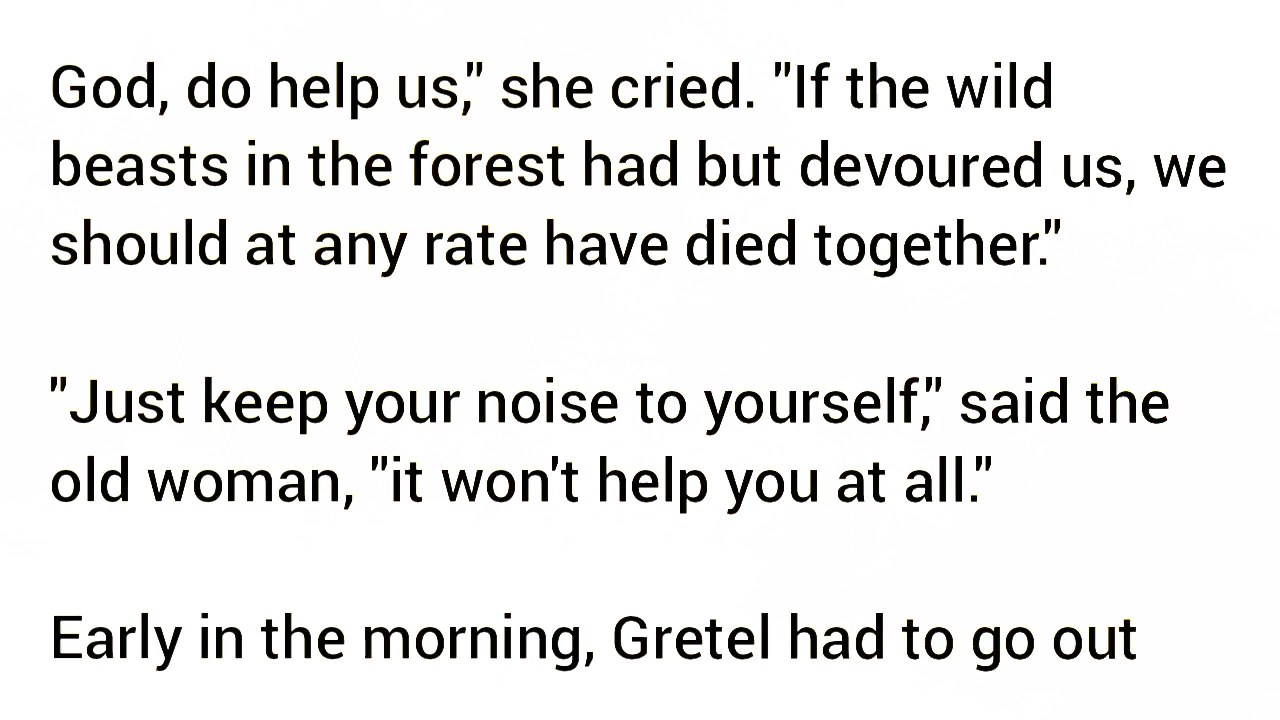 God, do help us," she cried. "If the wild
beasts in the forest had but devoured us, we
should at any rate have died together."
"Just keep your noise to yourself," said the
old woman, "it won't help you at all."
Early in the morning, Gretel had to go out